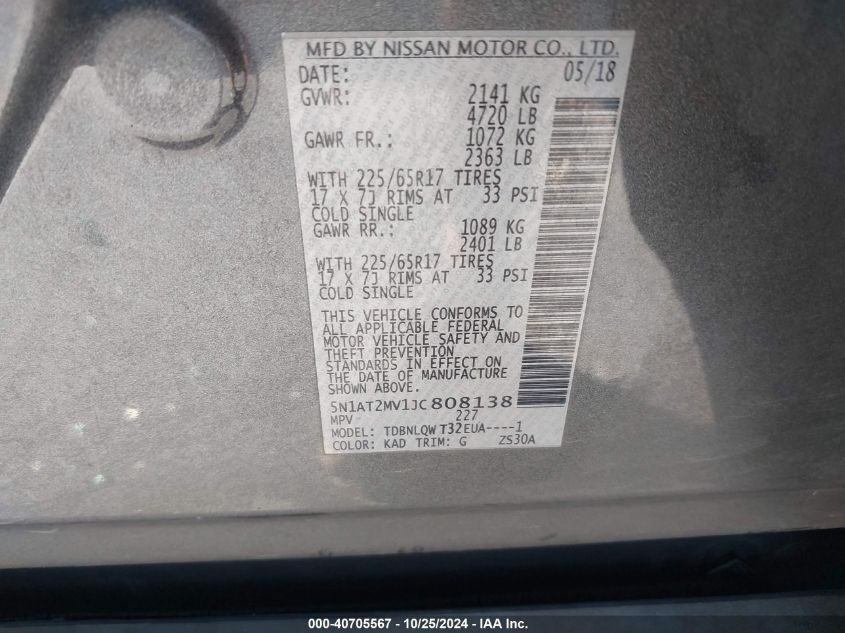 MFD BY NISSAN MOTOR CO., LTD.
DATE: 05/18
GVWR: 2141 KG
4720 LB
GAWR FR.: 1072 KG
2363 LB
WITH 225/65R17 TIRES
17 X 7J RIMS AT 33 PSI
COLD SINGLE
GAWR RR.: 1089 KG
2401 LB
WITH 225/65R17 TIRES
17 X 7J RIMS AT 33 PSI
COLD SINGLE
THIS VEHICLE CONFORMS TO
ALL APPLICABLE FEDERAL
MOTOR VEHICLE SAFETY AND
THEFT PREVENTION
STANDARDS IN EFFECT ON
THE DATE OF MANUFACTURE
SHOWN ABOVE.
5N1AT2MV1JC808138
MPV 227
MODEL: TDBNLQWT32EUA----1
COLOR: KAD TRIM: G ZS30A
000-40705567 - 10/25/2024 - IAA Inc.